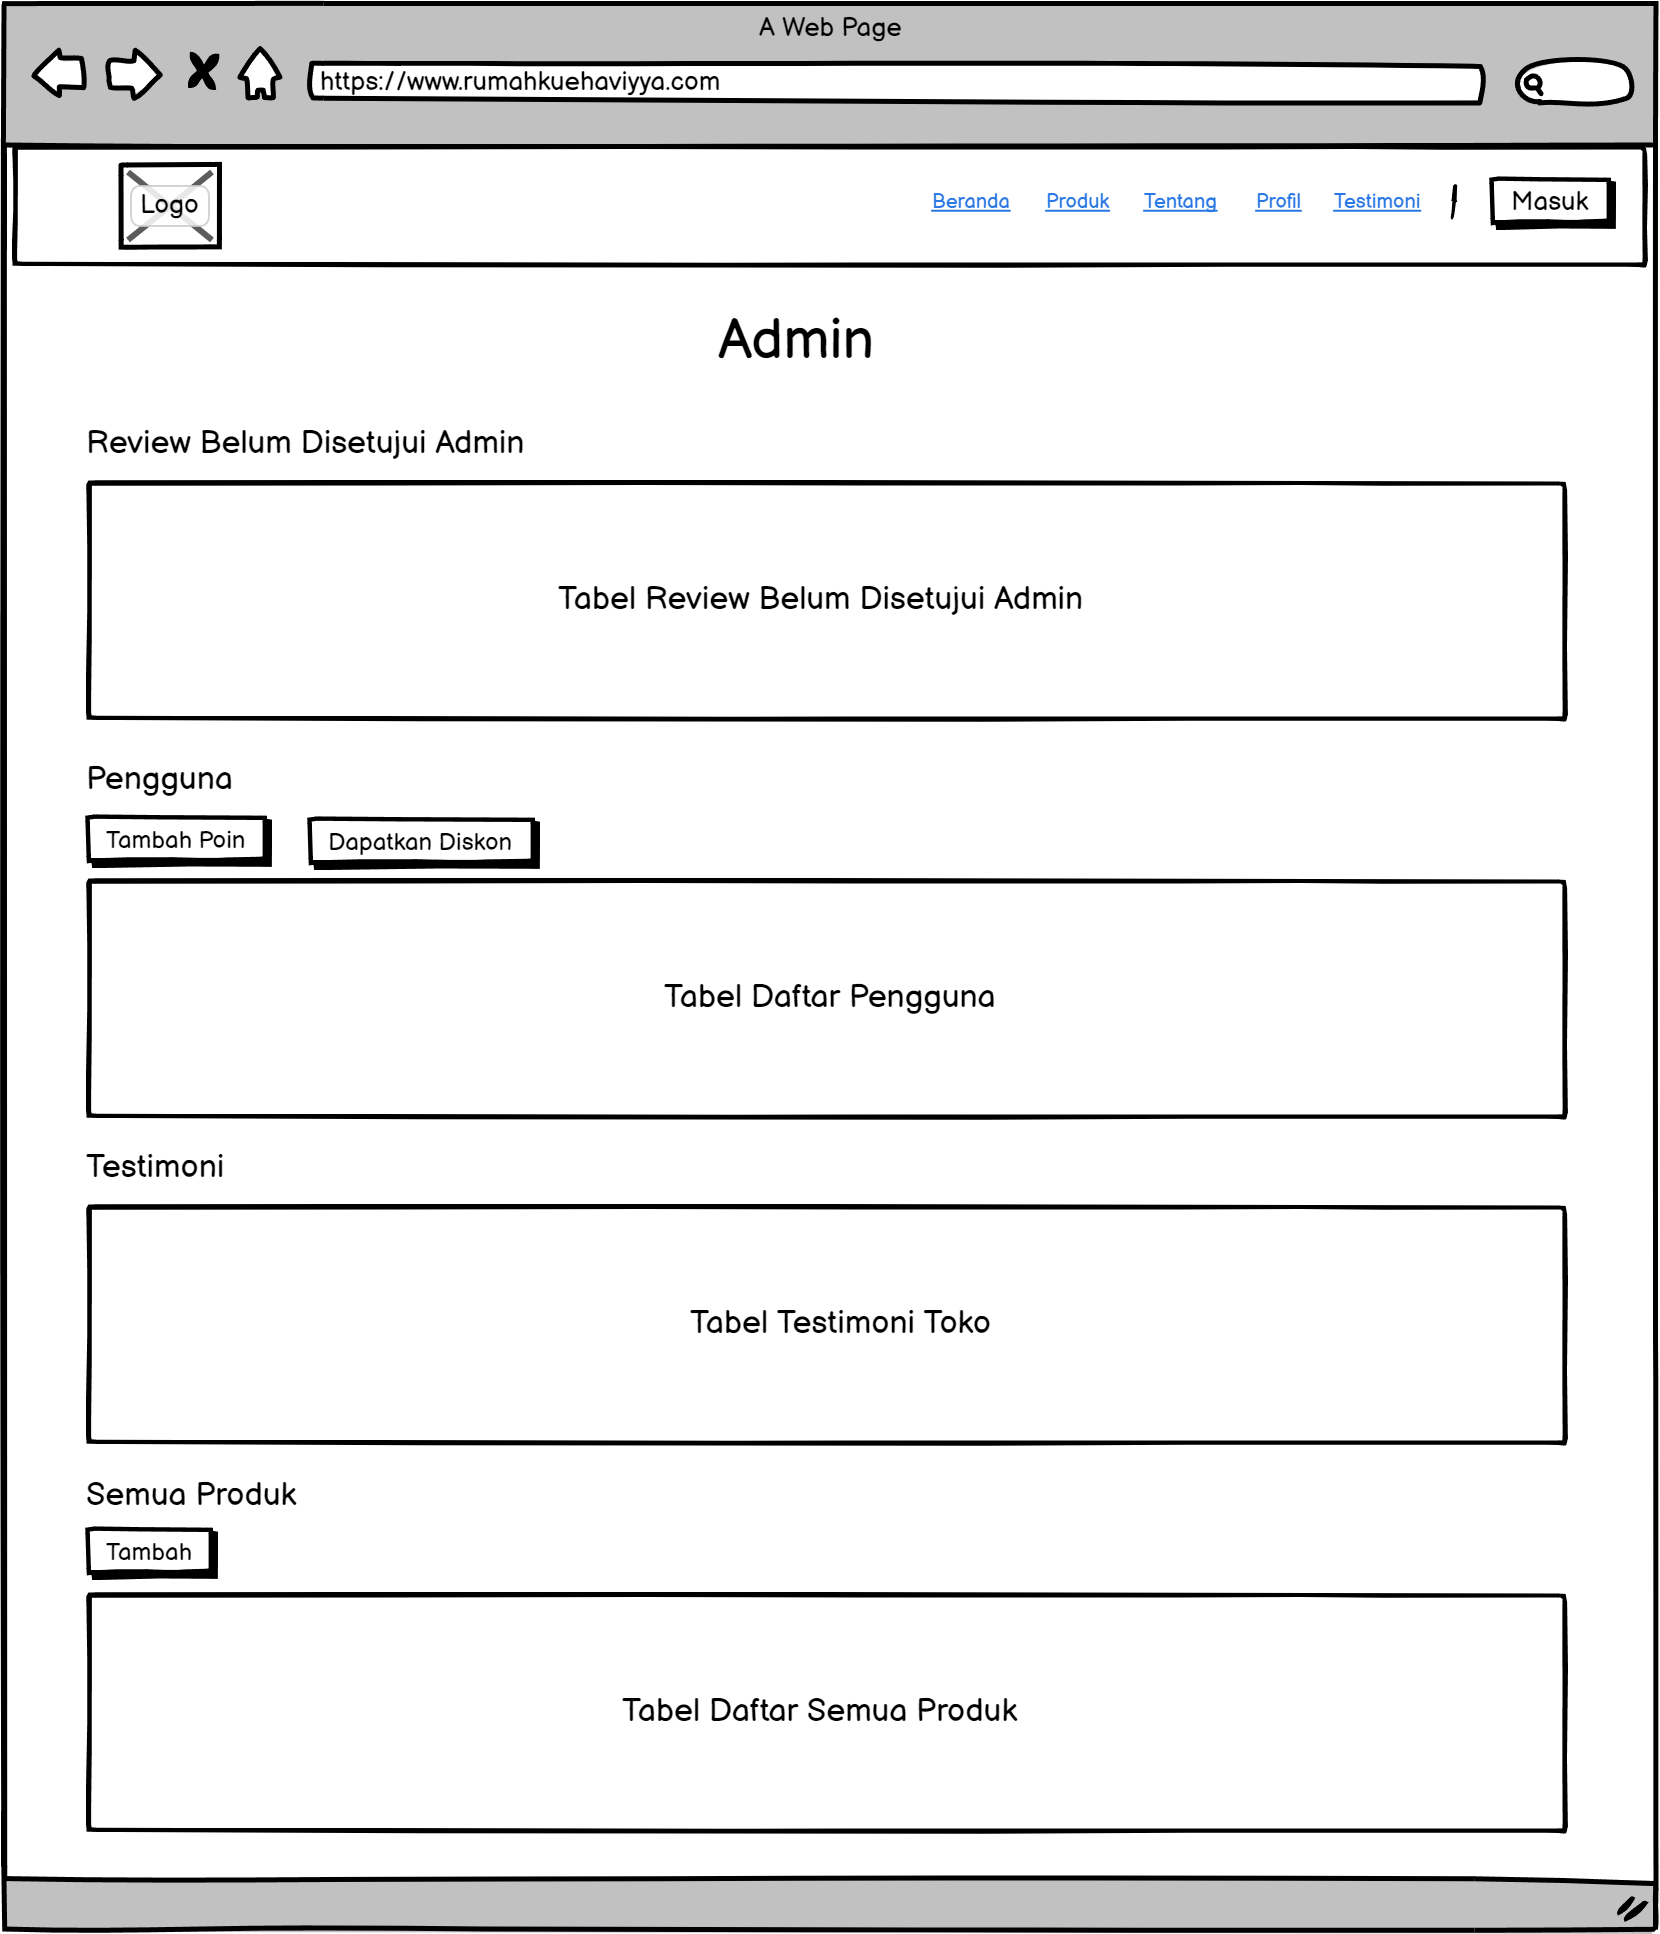 A Web Page
https://www.rumahkuehaviyya.com
Logo
Beranda Produk Tentang Profil Testimoni Masuk
Admin
Review Belum Disetujui Admin
Tabel Review Belum Disetujui Admin
Pengguna
Tambah Poin Dapatkan Diskon
Tabel Daftar Pengguna
Testimoni
Tabel Testimoni Toko
Semua Produk
Tambah
Tabel Daftar Semua Produk